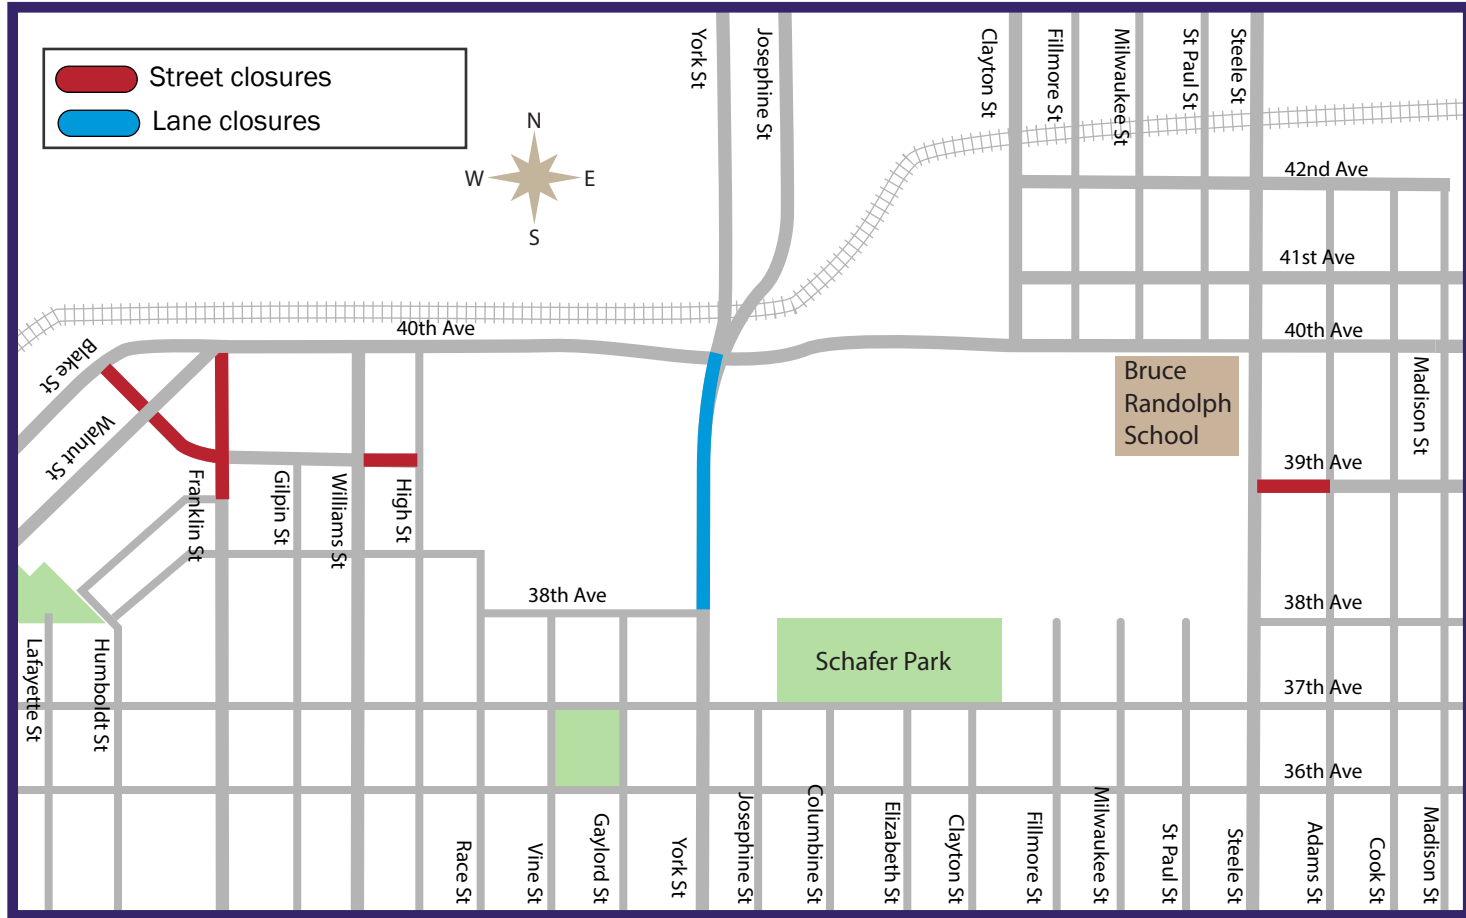 Street closures
Lane closures
N
W
E
S
York St
Josephine St
Clayton St
Fillmore St
Milwaukee St
St Paul St
Steele St
42nd Ave
41st Ave
40th Ave
40th Ave
Blake St
Walnut St
Bruce
Randolph
School
Madison St
39th Ave
Franklin St
Gilpin St
Williams St
High St
38th Ave
38th Ave
Schafer Park
Lafayette St
Humboldt St
37th Ave
36th Ave
Race St
Vine St
Gaylord St
York St
Josephine St
Columbine St
Elizabeth St
Clayton St
Fillmore St
Milwaukee St
St Paul St
Steele St
Adams St
Cook St
Madison St